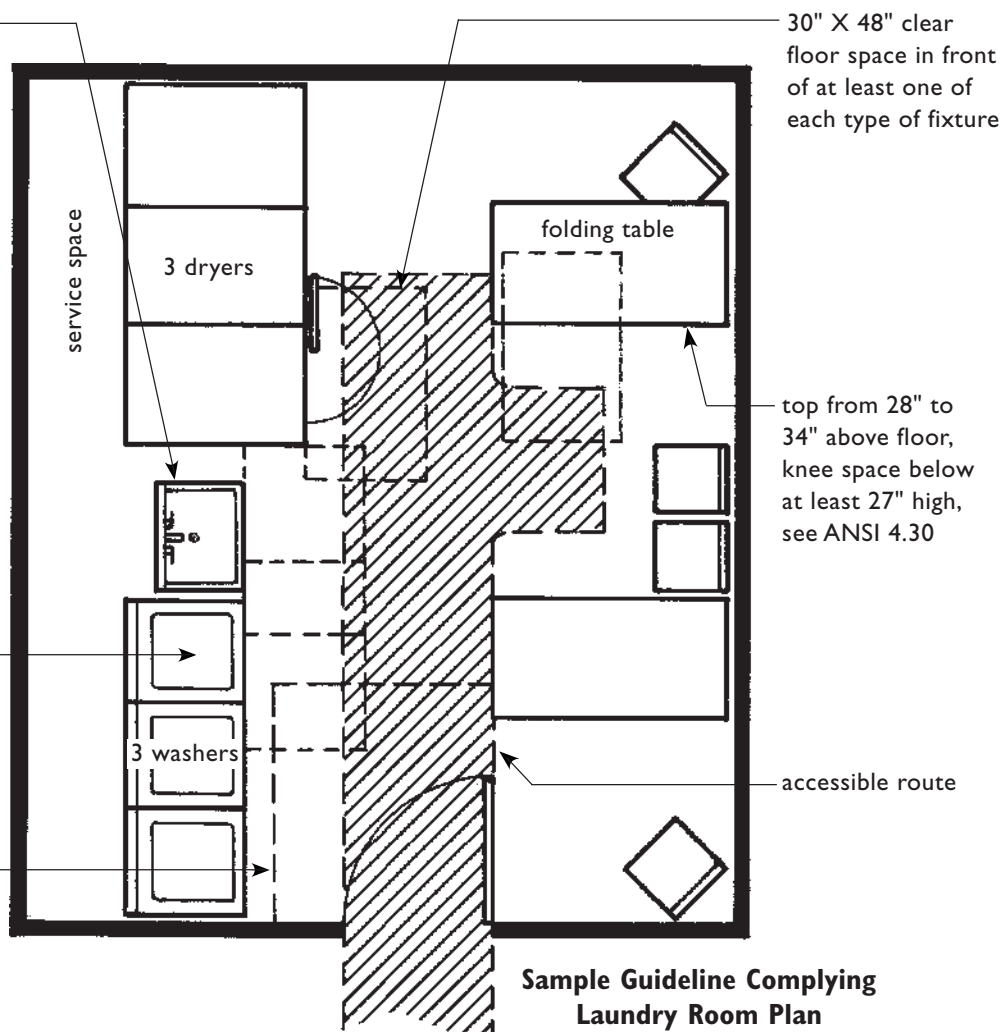 30" X 48" clear
floor space in front
of at least one of
each type of fixture
service space
3 dryers
folding table
top from 28" to
34" above floor,
knee space below
at least 27" high,
see ANSI 4.30
3 washers
accessible route
Sample Guideline Complying
Laundry Room Plan